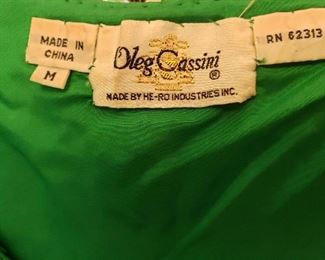 MADE IN
CHINA
M
Oleg Cassini ®
MADE BY HE-RO INDUSTRIES INC.
RN 62313